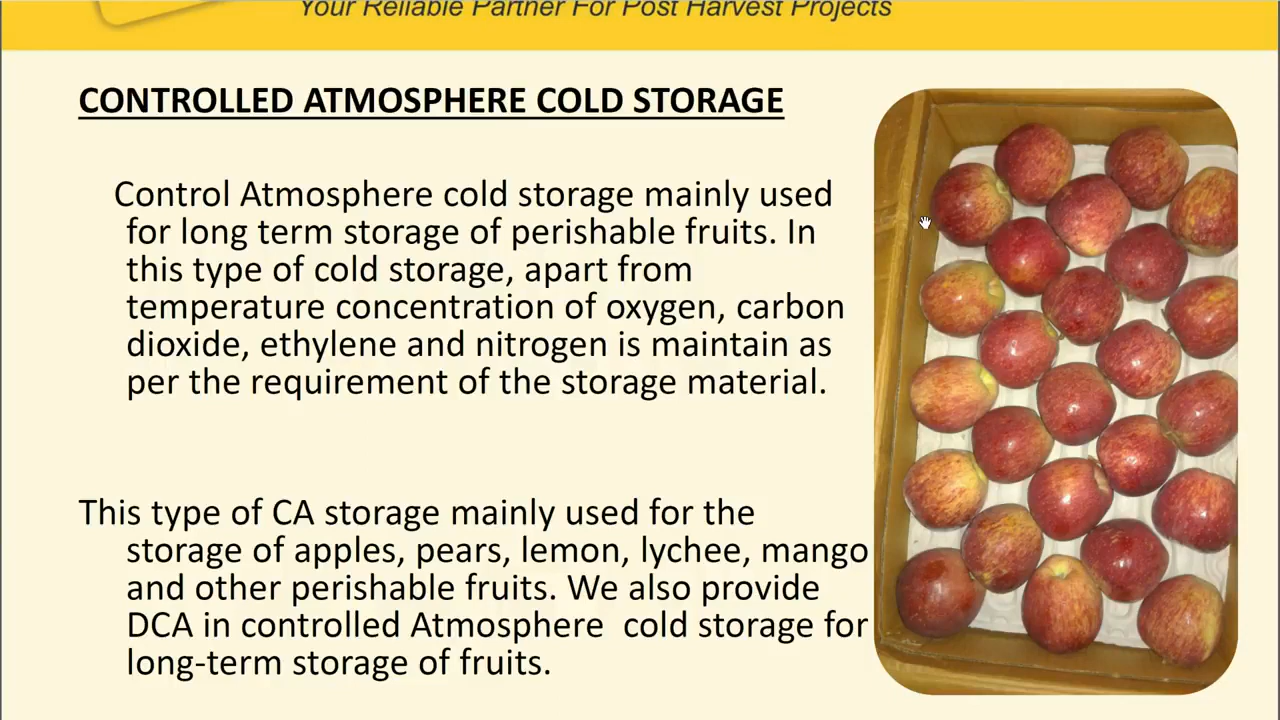 Your Reliable Partner For Post Harvest Projects
CONTROLLED ATMOSPHERE COLD STORAGE
Control Atmosphere cold storage mainly used
for long term storage of perishable fruits. In
this type of cold storage, apart from
temperature concentration of oxygen, carbon
dioxide, ethylene and nitrogen is maintain as
per the requirement of the storage material.
This type of CA storage mainly used for the
storage of apples, pears, lemon, lychee, mango
and other perishable fruits. We also provide
DCA in controlled Atmosphere  cold storage for
long-term storage of fruits.